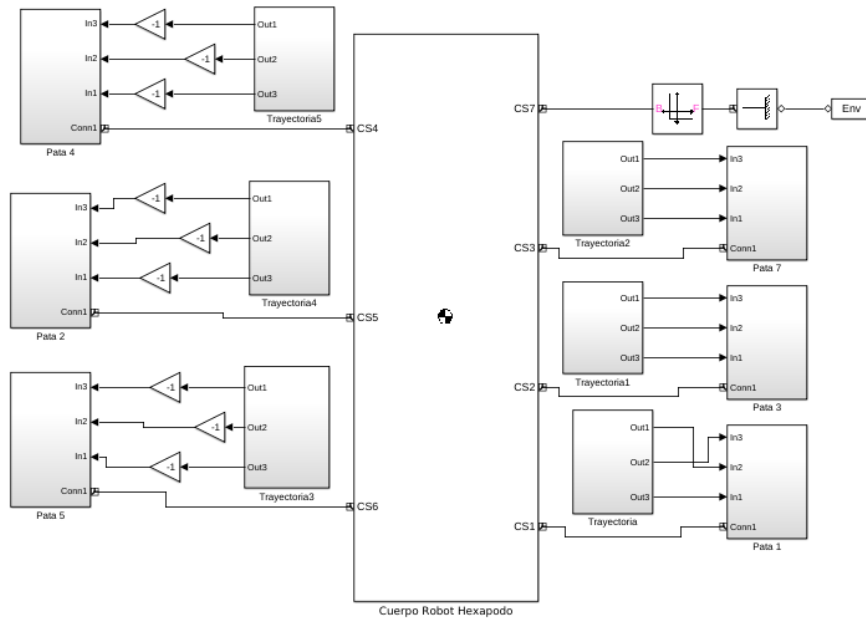 In3
-1
Out1
In2
-1
Out2
In1
-1
Out3
Conn1
Trayectoria5
Pata 4
CS4
In3
-1
Out1
In2
-1
Out2
In1
-1
Out3
Conn1
Trayectoria4
Pata 2
CS5
In3
-1
Out1
In2
-1
Out2
In1
-1
Out3
Conn1
Trayectoria3
Pata 5
CS6
Cuerpo Robot Hexapodo
CS7
B
F
Env
Out1
In3
Out2
In2
Out3
In1
Trayectoria2
CS3
Conn1
Pata 7
Out1
In3
Out2
In2
Out3
In1
Trayectoria1
CS2
Conn1
Pata 3
Out1
In3
Out2
In2
Out3
In1
Trayectoria
CS1
Conn1
Pata 1